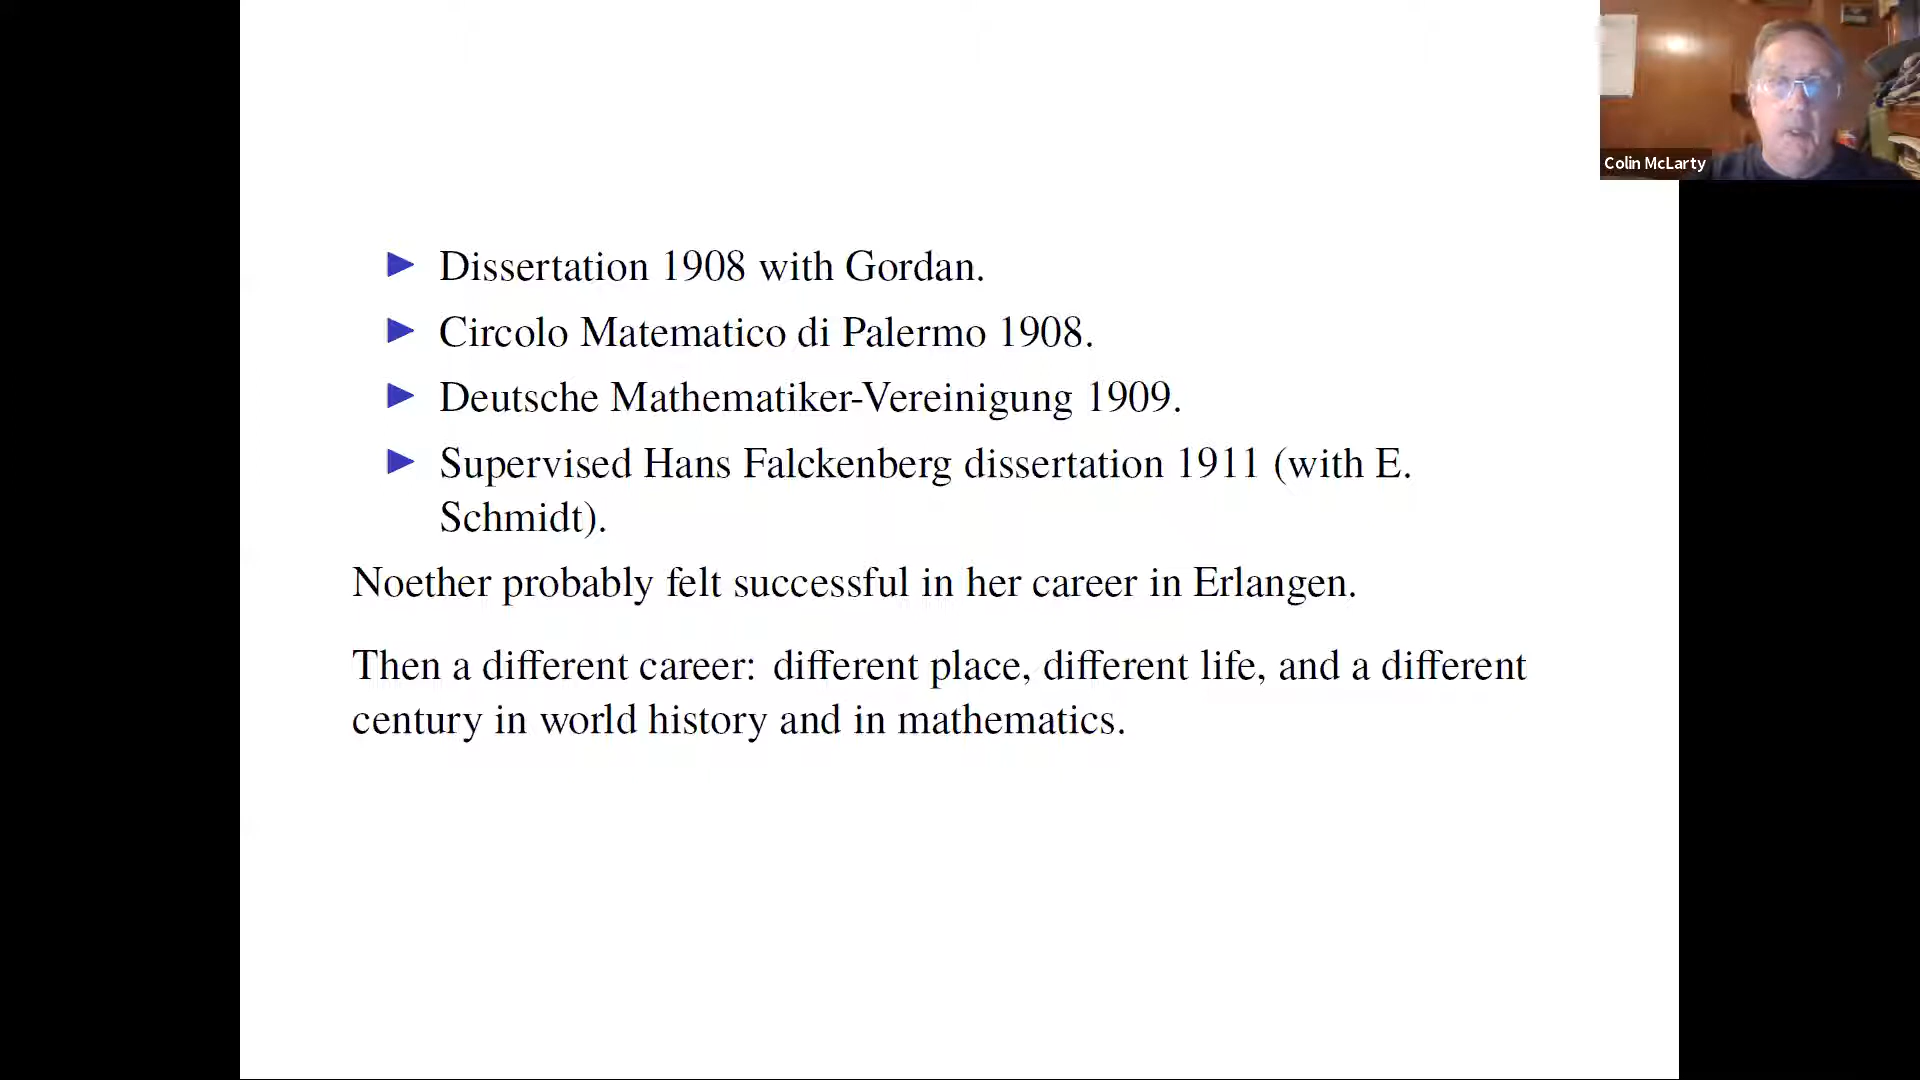 Colin McLarty
▶ Dissertation 1908 with Gordan.
▶ Circolo Matematico di Palermo 1908.
▶ Deutsche Mathematiker-Vereinigung 1909.
▶ Supervised Hans Falckenberg dissertation 1911 (with E.
Schmidt).
Noether probably felt successful in her career in Erlangen.
Then a different career: different place, different life, and a different
century in world history and in mathematics.